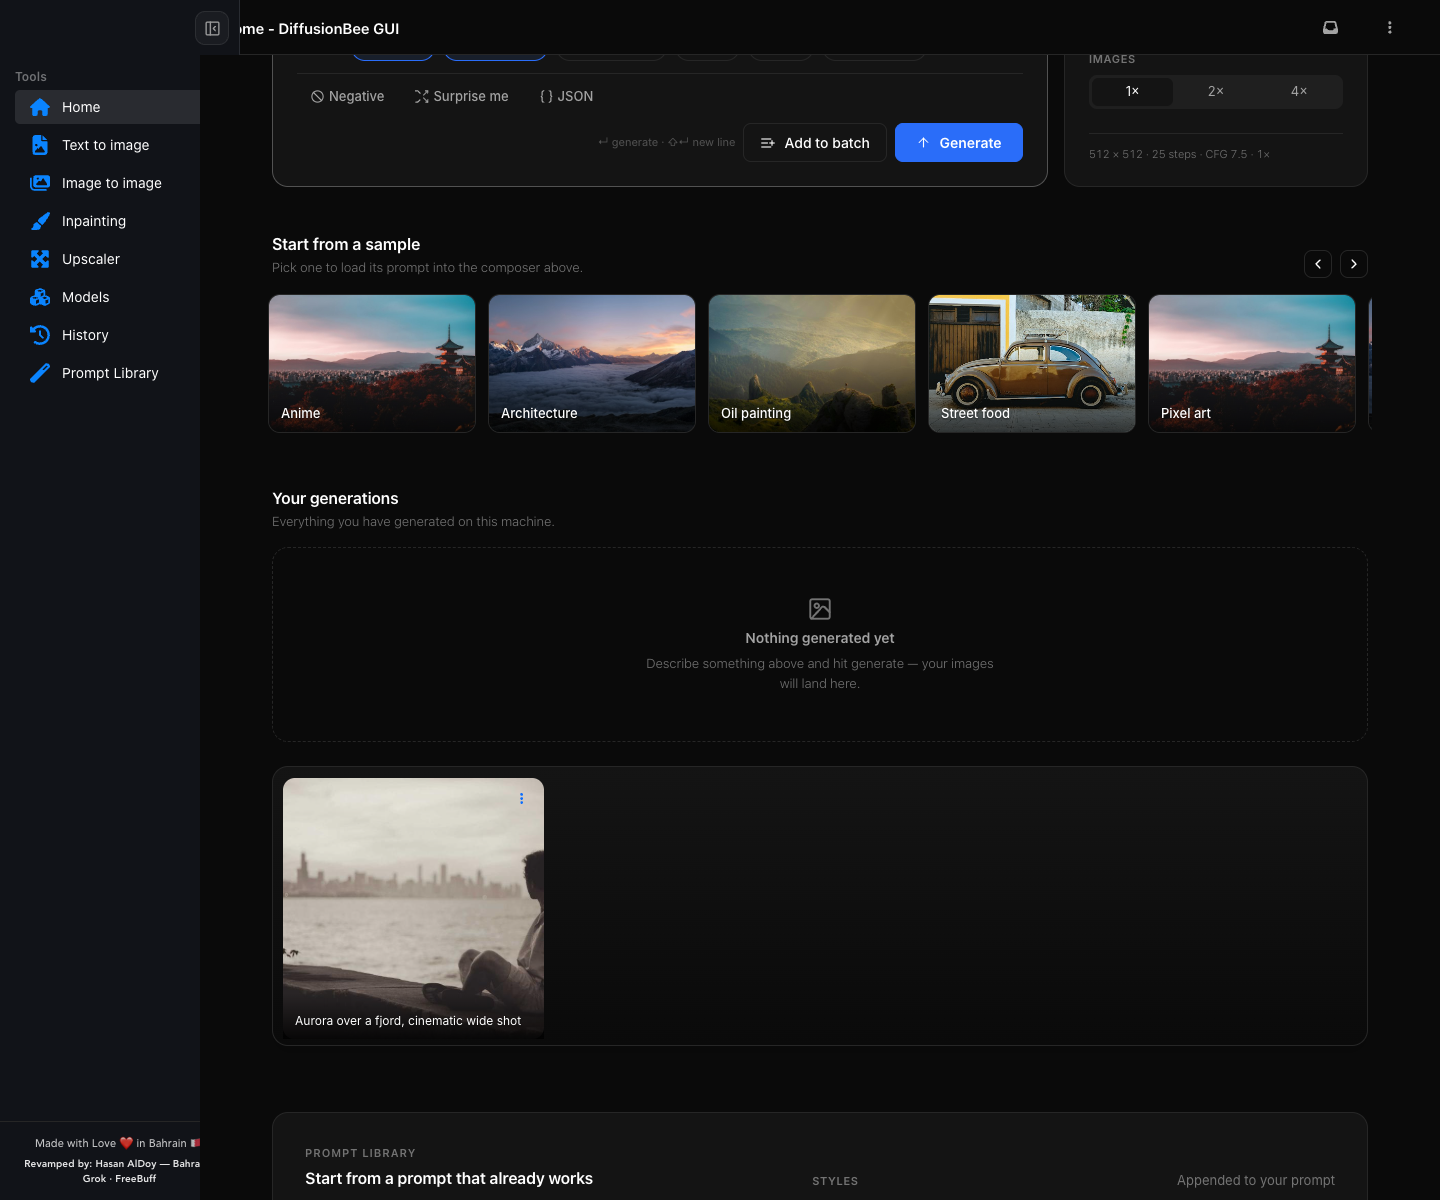 ome - DiffusionBee GUI
Tools
Home
Text to image
Image to image
Inpainting
Upscaler
Models
History
Prompt Library
Made with Love ❤️ in Bahrain 🇧🇭
Revamped by: Hasan AlDoy — Bahra
Grok · FreeBuff
Negative
Surprise me
{ } JSON
↵ generate · ⇧↵ new line
Add to batch
Generate
IMAGES
1×
2×
4×
512 × 512 · 25 steps · CFG 7.5 · 1×
Start from a sample
Pick one to load its prompt into the composer above.
Anime
Architecture
Oil painting
Street food
Pixel art
Your generations
Everything you have generated on this machine.
Nothing generated yet
Describe something above and hit generate — your images
will land here.
Aurora over a fjord, cinematic wide shot
PROMPT LIBRARY
Start from a prompt that already works
STYLES
Appended to your prompt